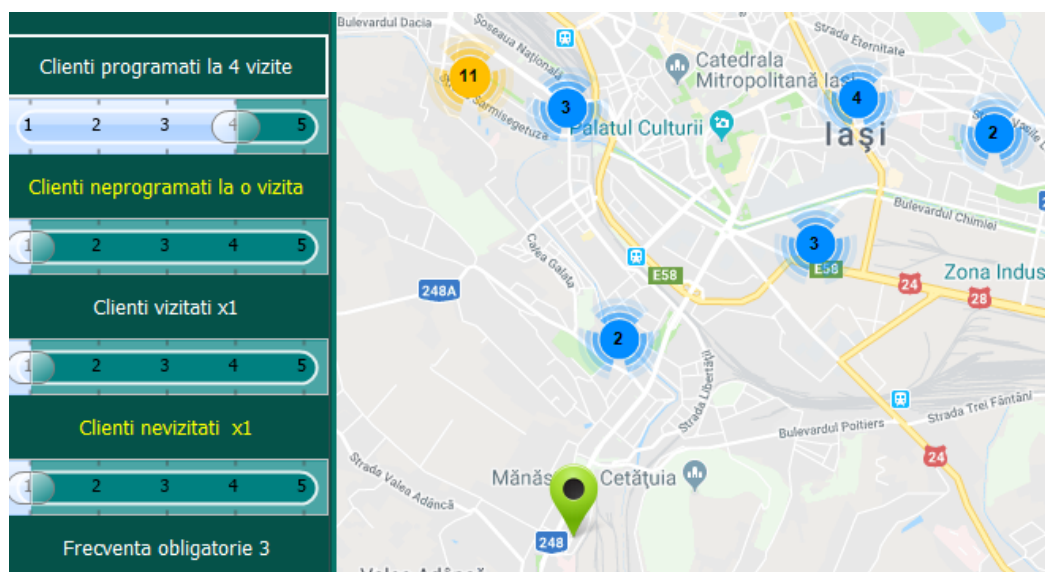 Clienti programati la 4 vizite
1 2 3 4 5
Clienti neprogramati la o vizita
1 2 3 4 5
Clienti vizitati x1
1 2 3 4 5
Clienti nevizitati x1
1 2 3 4 5
Frecventa obligatorie 3
Bulevardul Dacia
Șoseaua Națională
Strada Eternitate
Catedrala
Mitropolitană Iași
11
3
4
2
Strada Sarmisegetuza
Palatul Culturii
Iași
Bulevardul Chimiei
Calea Galata
3
E58
E58
248A
24
28
Zona Indus
2
Strada Libertății
Strada Trei Fântâni
Bulevardul Poitiers
24
Strada Valea Adâncă
Mănăs Cetățuia
248
Valea Adâncă